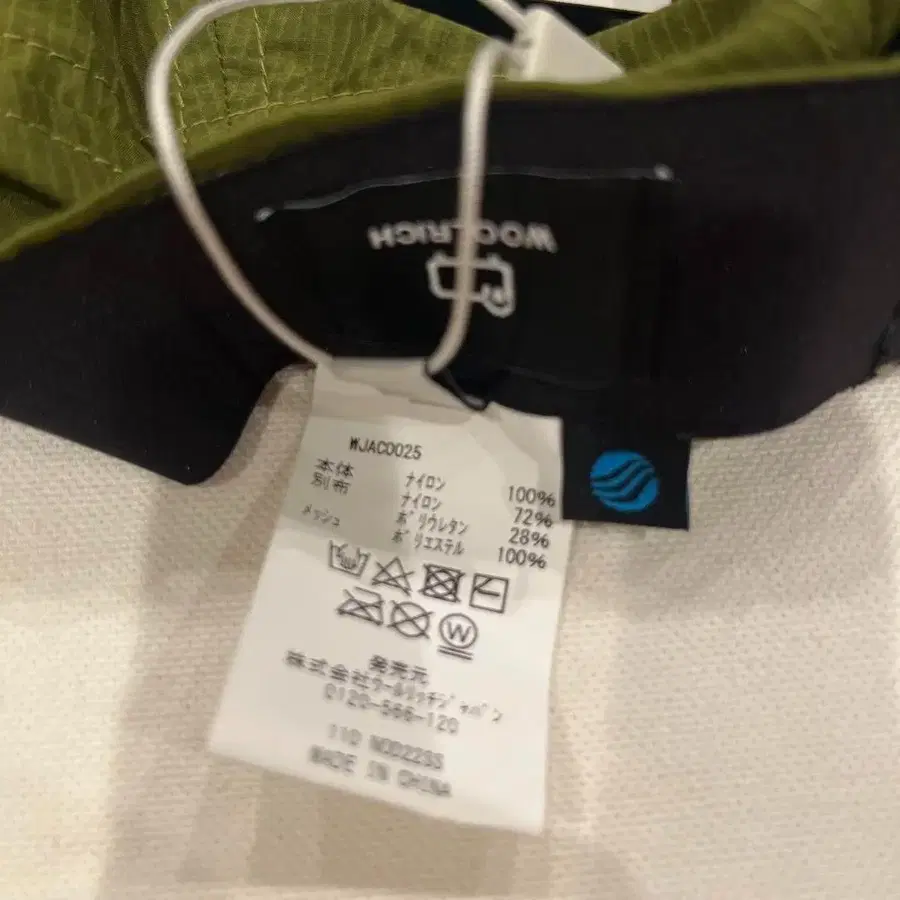 WOOLRICH
WJAC0025
本体 ナイロン 100%
別布 ナイロン 72%
ポリウレタン 28%
メッシュ ポリエステル 100%
W
発売元
株式会社ウールリッチジャパン
0120-566-120
110 NOD22SS
MADE IN CHINA